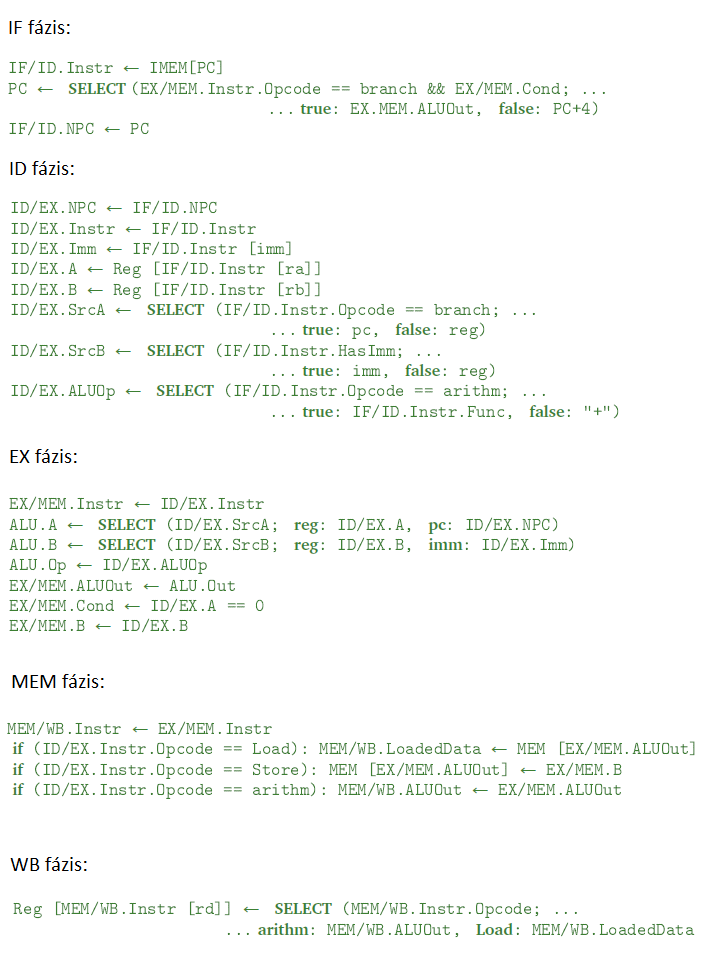 IF fázis:
IF/ID.Instr ← IMEM[PC]
PC ← SELECT (EX/MEM.Instr.Opcode == branch && EX/MEM.Cond; ...
... true: EX.MEM.ALUOut, false: PC+4)
IF/ID.NPC ← PC
ID fázis:
ID/EX.NPC ← IF/ID.NPC
ID/EX.Instr ← IF/ID.Instr
ID/EX.Imm ← IF/ID.Instr [imm]
ID/EX.A ← Reg [IF/ID.Instr [ra]]
ID/EX.B ← Reg [IF/ID.Instr [rb]]
ID/EX.SrcA ← SELECT (IF/ID.Instr.Opcode == branch; ...
... true: pc, false: reg)
ID/EX.SrcB ← SELECT (IF/ID.Instr.HasImm; ...
... true: imm, false: reg)
ID/EX.ALUOp ← SELECT (IF/ID.Instr.Opcode == arithm; ...
... true: IF/ID.Instr.Func, false: "+")
EX fázis:
EX/MEM.Instr ← ID/EX.Instr
ALU.A ← SELECT (ID/EX.SrcA; reg: ID/EX.A, pc: ID/EX.NPC)
ALU.B ← SELECT (ID/EX.SrcB; reg: ID/EX.B, imm: ID/EX.Imm)
ALU.Op ← ID/EX.ALUOp
EX/MEM.ALUOut ← ALU.Out
EX/MEM.Cond ← ID/EX.A == 0
EX/MEM.B ← ID/EX.B
MEM fázis:
MEM/WB.Instr ← EX/MEM.Instr
if (ID/EX.Instr.Opcode == Load): MEM/WB.LoadedData ← MEM [EX/MEM.ALUOut]
if (ID/EX.Instr.Opcode == Store): MEM [EX/MEM.ALUOut] ← EX/MEM.B
if (ID/EX.Instr.Opcode == arithm): MEM/WB.ALUOut ← EX/MEM.ALUOut
WB fázis:
Reg [MEM/WB.Instr [rd]] ← SELECT (MEM/WB.Instr.Opcode; ...
... arithm: MEM/WB.ALUOut, Load: MEM/WB.LoadedData